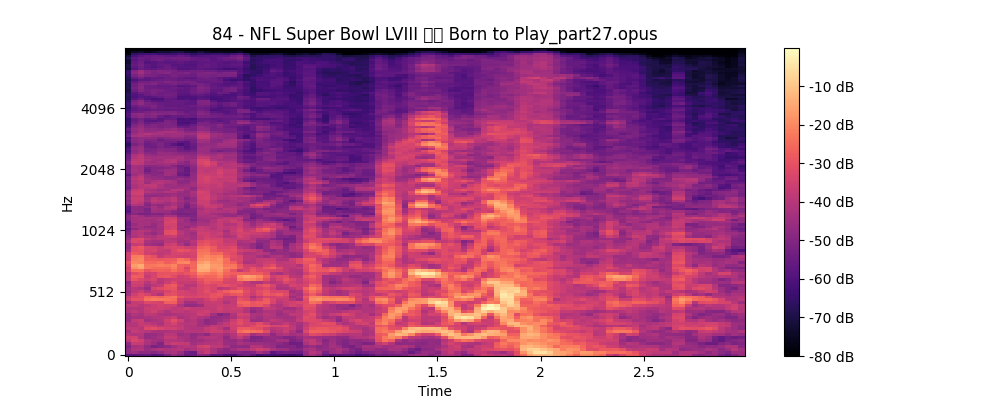 84 - NFL Super Bowl LVIII Born to Play_part27.opus
4096
2048
1024
512
0
Hz
0 0.5 1 1.5 2 2.5
Time
-10 dB
-20 dB
-30 dB
-40 dB
-50 dB
-60 dB
-70 dB
-80 dB